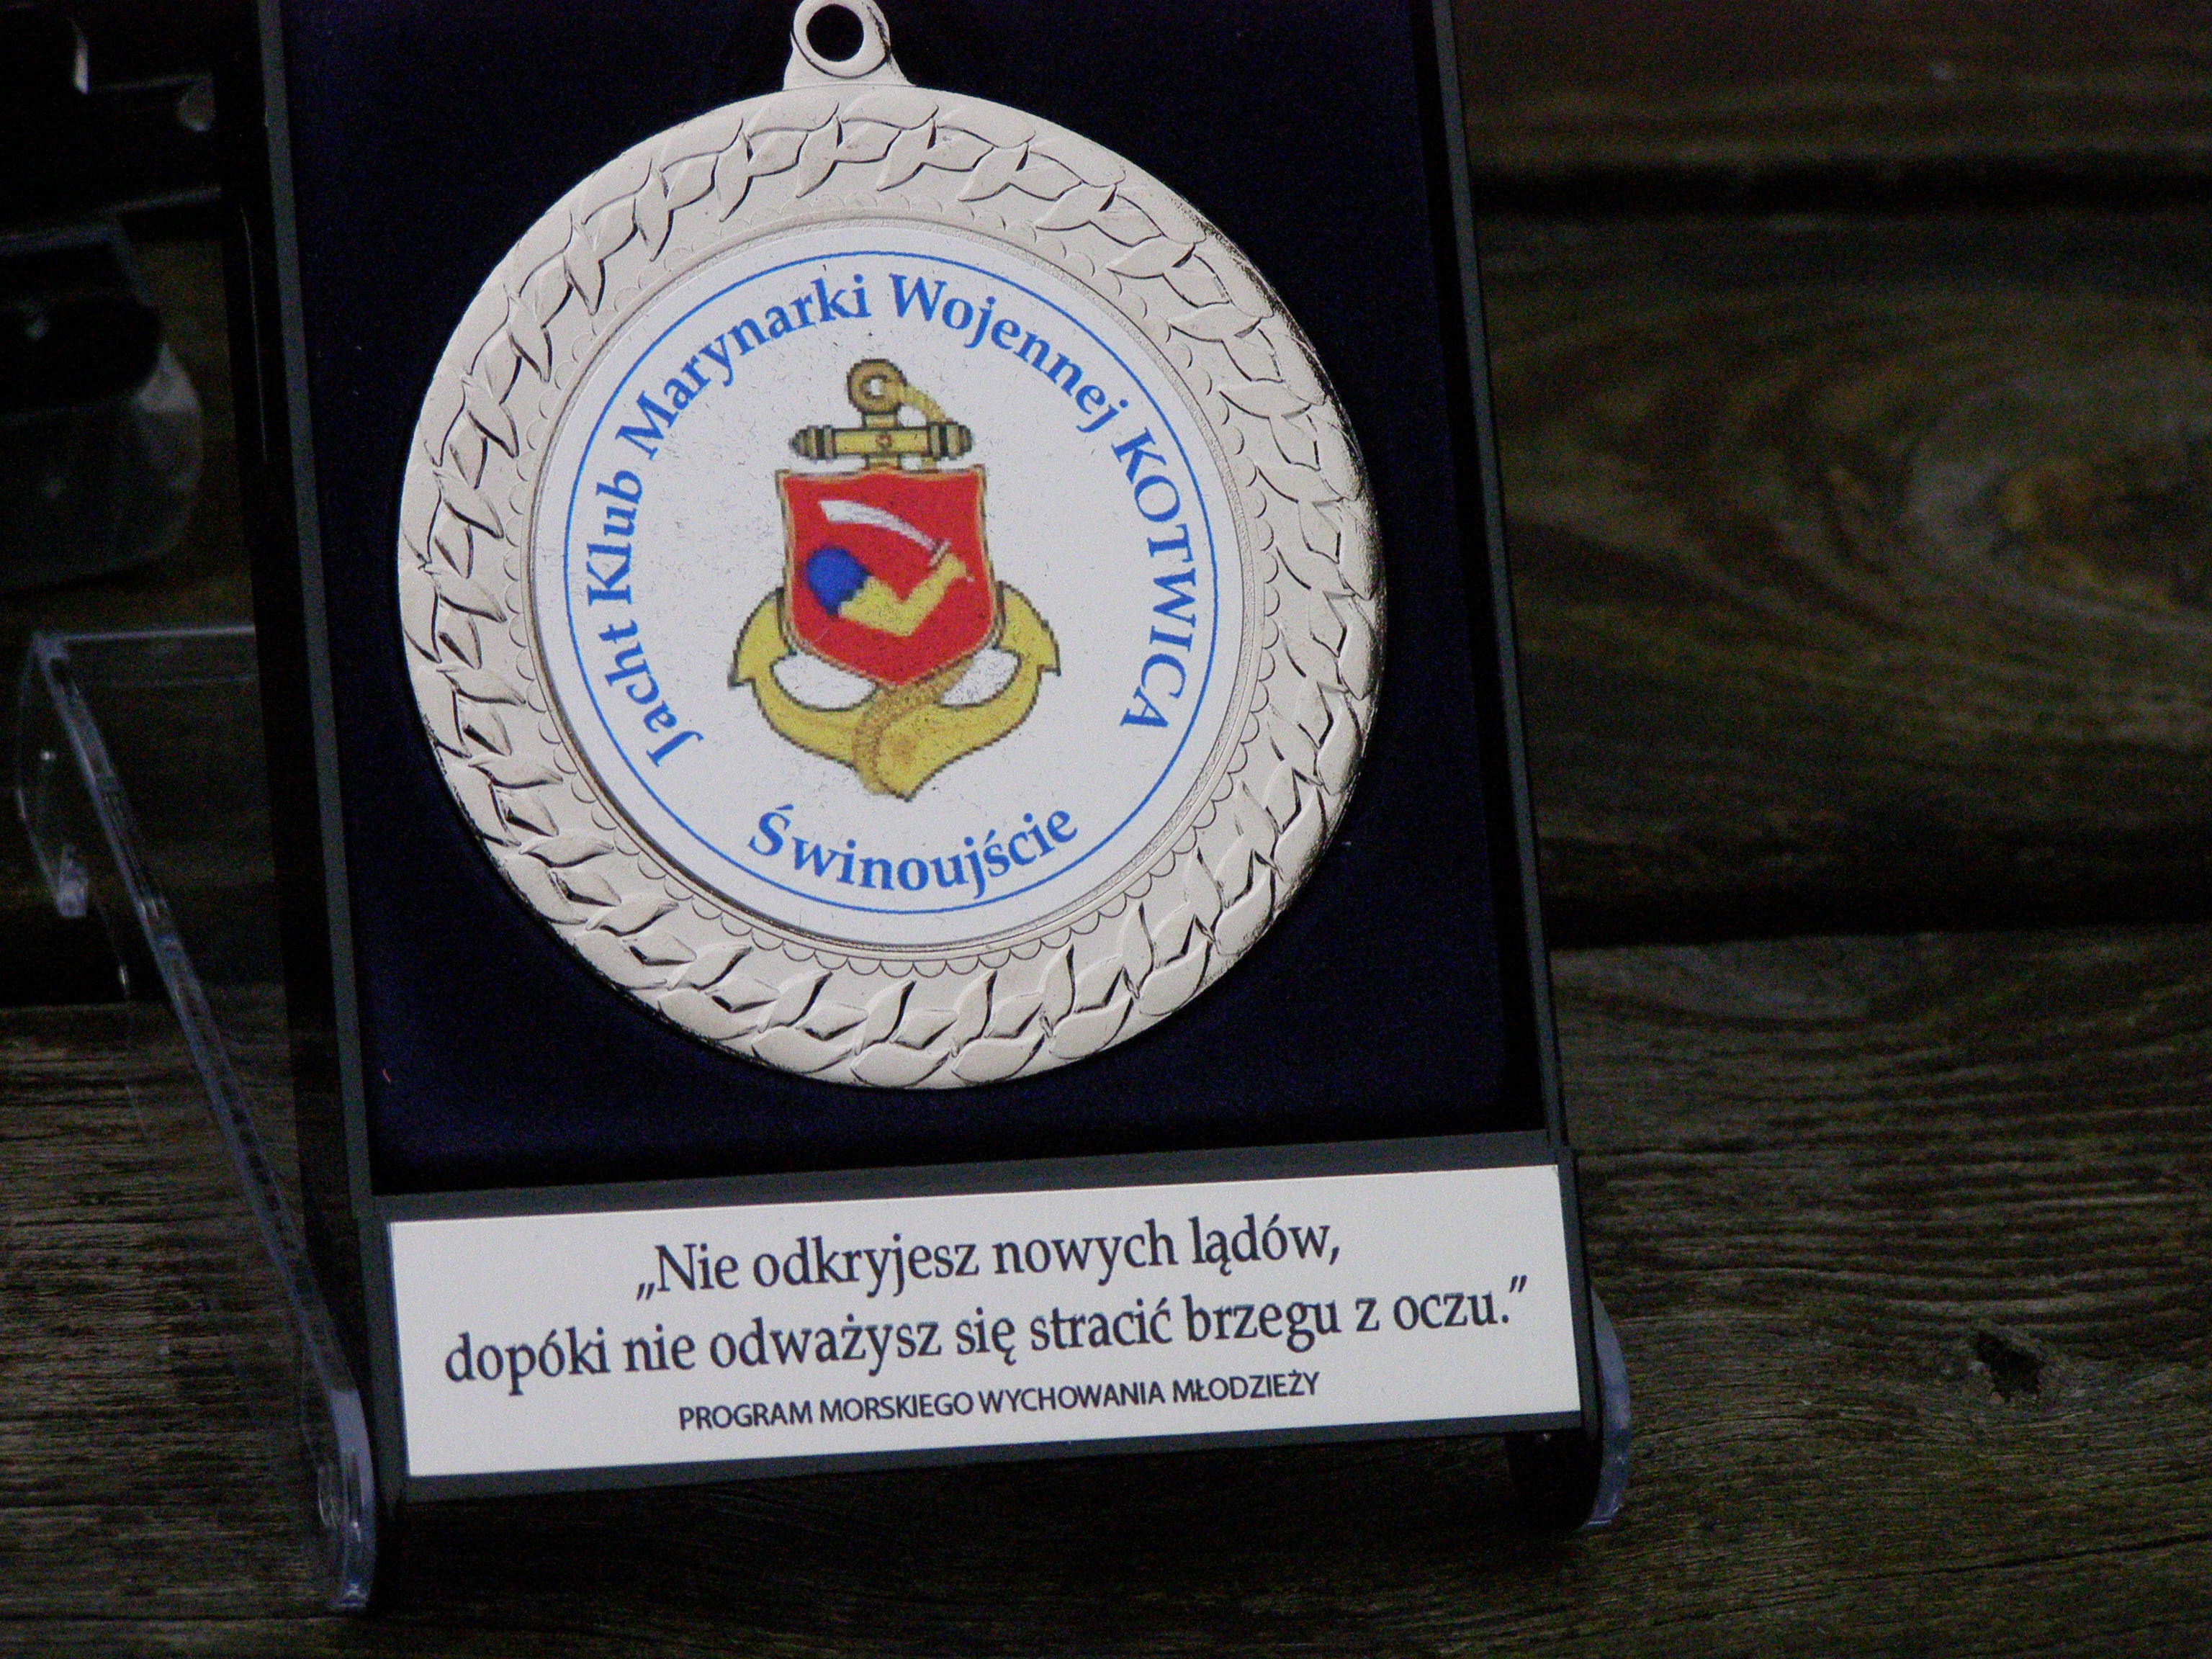 Jacht Klub Marynarki Wojennej KOTWICA
Świnoujście
„Nie odkryjesz nowych lądów,
dopóki nie odważysz się stracić brzegu z oczu.”
PROGRAM MORSKIEGO WYCHOWANIA MŁODZIEŻY